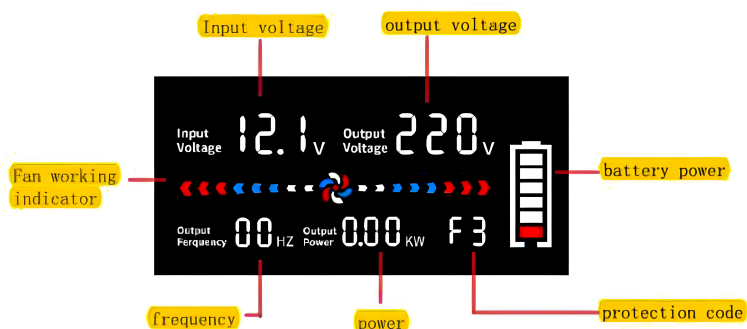 Input voltage
output voltage
Input
Voltage
12.1 V
Output
Voltage
220 V
Fan working
indicator
battery power
Output
Ferquency
00 HZ
Output
Power
0.00 KW
F3
frequency
power
protection code